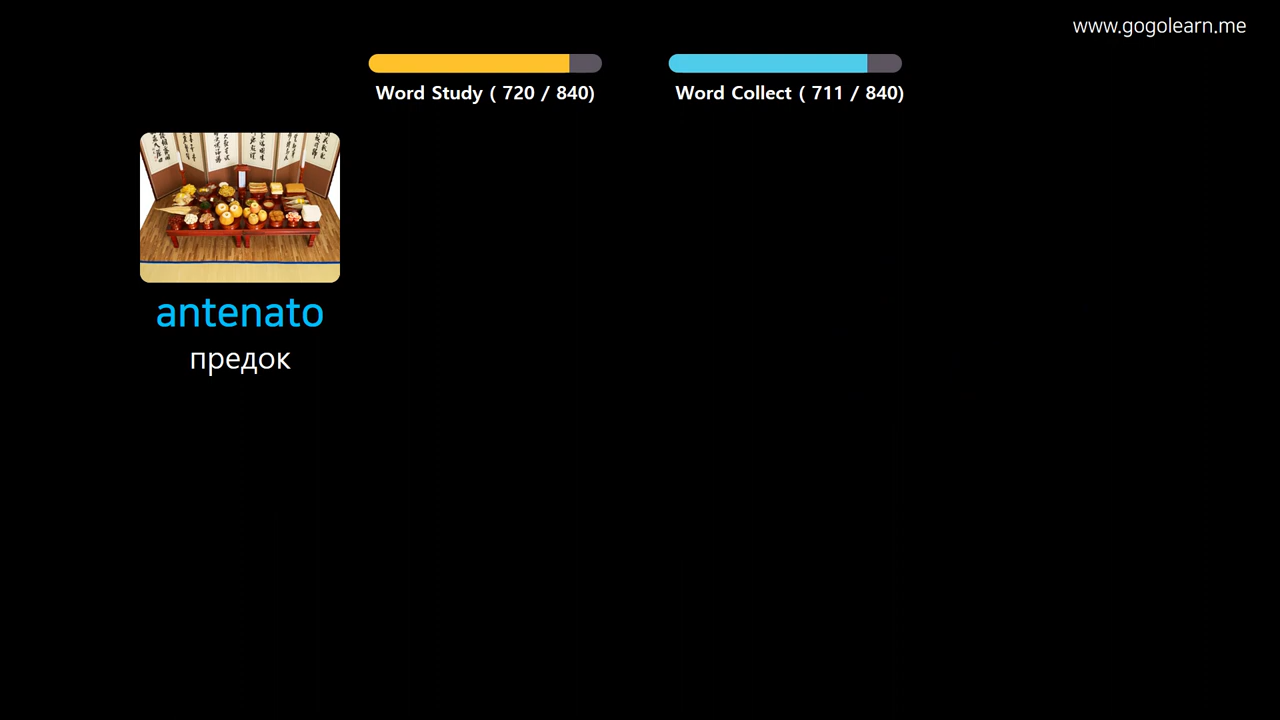 www.gogolearn.me
Word Study ( 720 / 840)
Word Collect ( 711 / 840)
antenato
предок